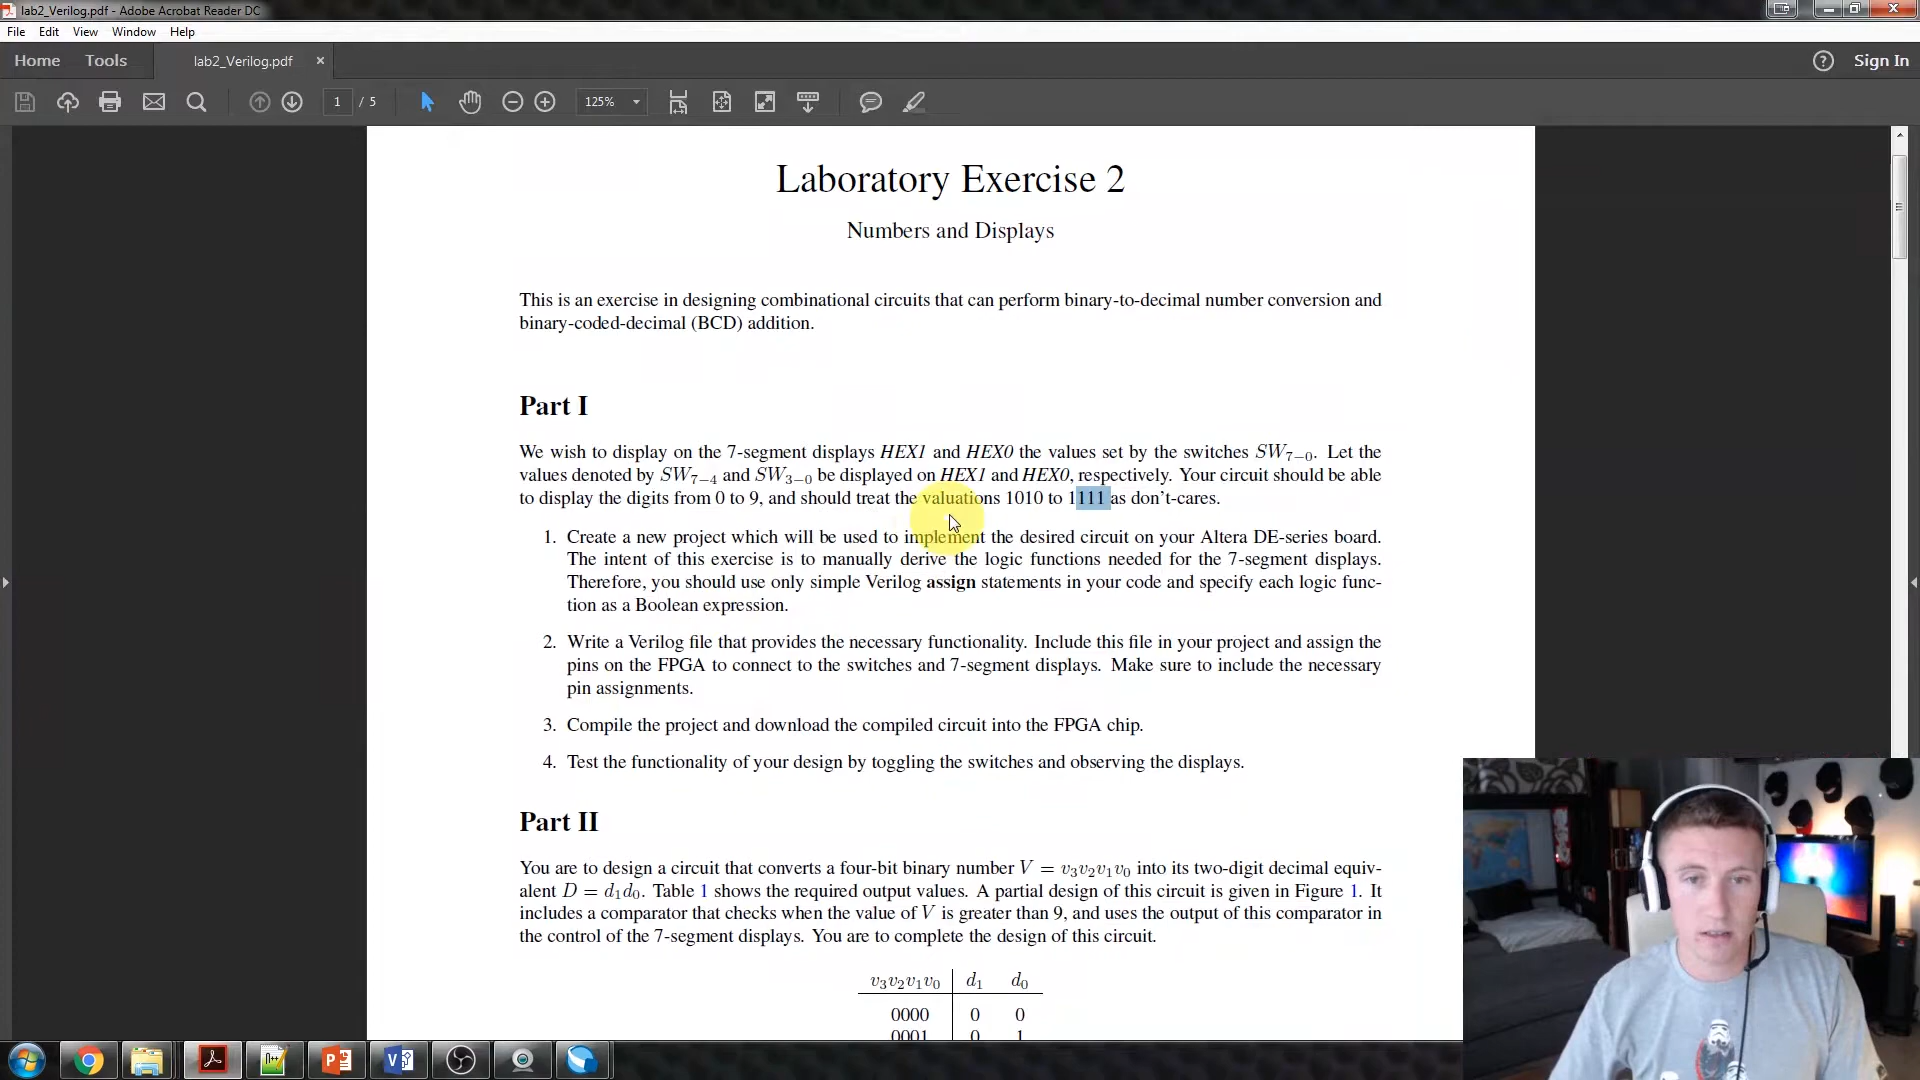 lab2_Verilog.pdf - Adobe Acrobat Reader DC
File Edit View Window Help
Home Tools lab2_Verilog.pdf × Sign In
1 / 5 125%
Laboratory Exercise 2
Numbers and Displays
This is an exercise in designing combinational circuits that can perform binary-to-decimal number conversion and
binary-coded-decimal (BCD) addition.
Part I
We wish to display on the 7-segment displays HEX1 and HEX0 the values set by the switches SW7−0. Let the
values denoted by SW7−4 and SW3−0 be displayed on HEX1 and HEX0, respectively. Your circuit should be able
to display the digits from 0 to 9, and should treat the valuations 1010 to 1111 as don't-cares.
1. Create a new project which will be used to implement the desired circuit on your Altera DE-series board.
The intent of this exercise is to manually derive the logic functions needed for the 7-segment displays.
Therefore, you should use only simple Verilog assign statements in your code and specify each logic func-
tion as a Boolean expression.
2. Write a Verilog file that provides the necessary functionality. Include this file in your project and assign the
pins on the FPGA to connect to the switches and 7-segment displays. Make sure to include the necessary
pin assignments.
3. Compile the project and download the compiled circuit into the FPGA chip.
4. Test the functionality of your design by toggling the switches and observing the displays.
Part II
You are to design a circuit that converts a four-bit binary number V = v3v2v1v0 into its two-digit decimal equiv-
alent D = d1d0. Table 1 shows the required output values. A partial design of this circuit is given in Figure 1. It
includes a comparator that checks when the value of V is greater than 9, and uses the output of this comparator in
the control of the 7-segment displays. You are to complete the design of this circuit.
v3v2v1v0 d1 d0
0000 0 0
0001 0 1